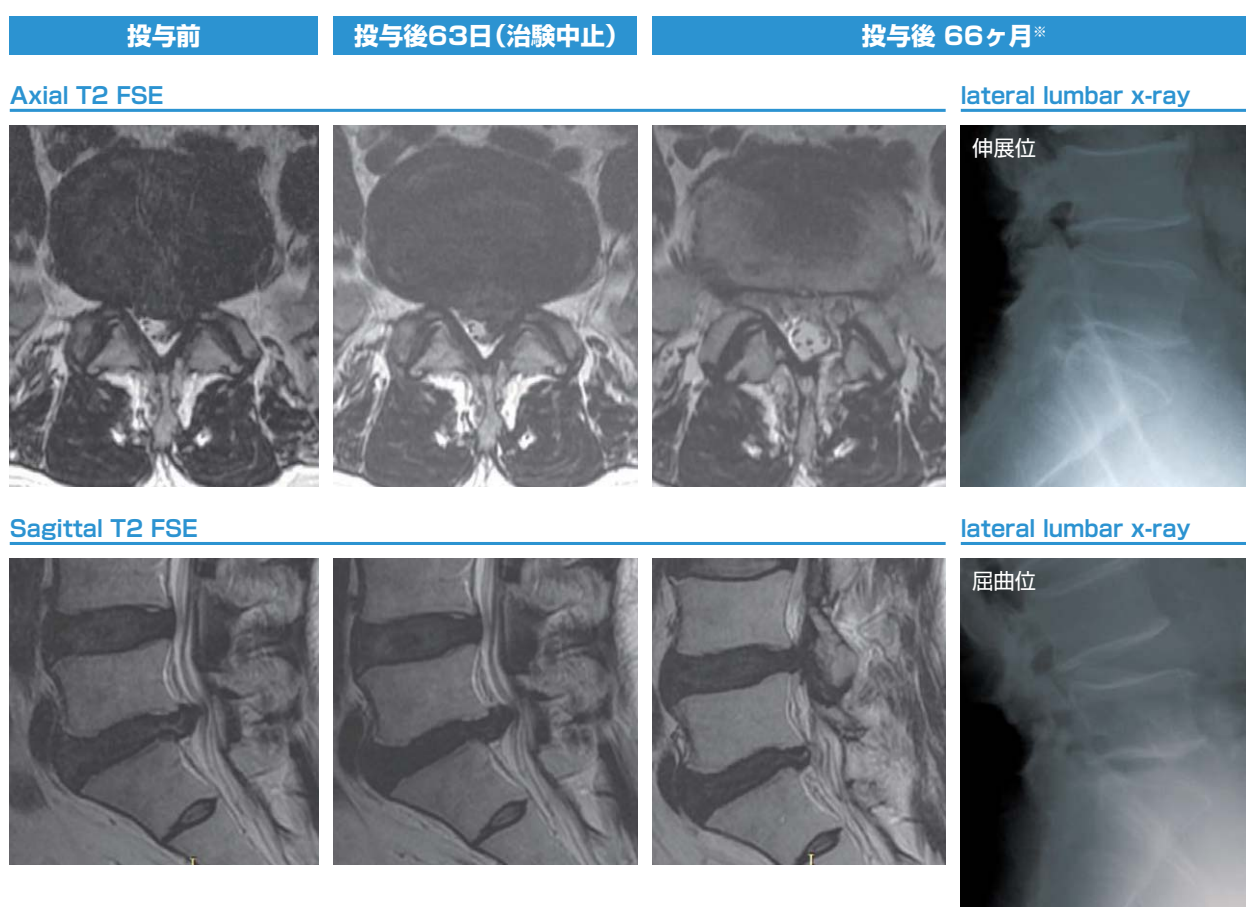 投与前
投与後63日(治験中止)
投与後 66ヶ月※
Axial T2 FSE
lateral lumbar x-ray
伸展位
Sagittal T2 FSE
lateral lumbar x-ray
屈曲位